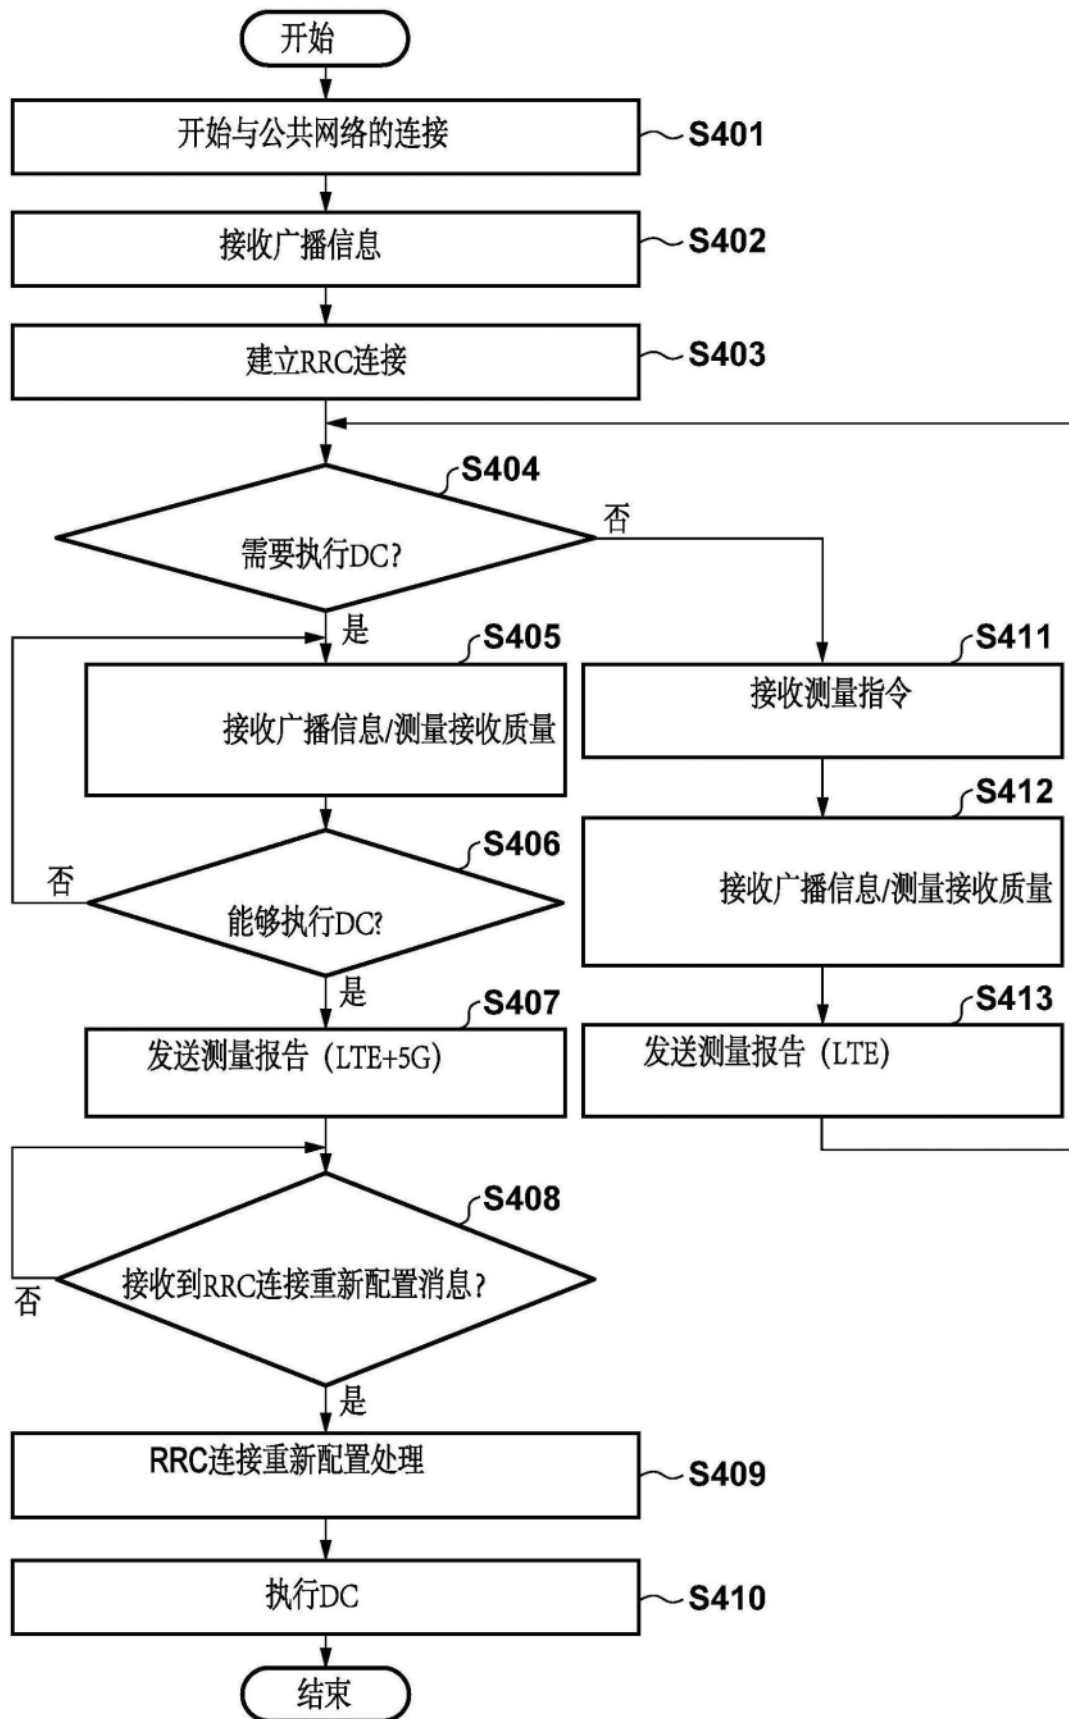 开始
开始与公共网络的连接
S401
接收广播信息
S402
建立RRC连接
S403
S404
需要执行DC?
否
是
S405
接收广播信息/测量接收质量
S406
能够执行DC?
否
是
S407
发送测量报告（LTE+5G）
S408
接收到RRC连接重新配置消息?
否
是
RRC连接重新配置处理
S409
执行DC
S410
结束
S411
接收测量指令
S412
接收广播信息/测量接收质量
S413
发送测量报告（LTE）